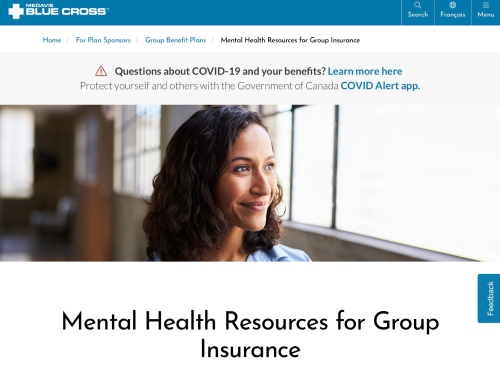 MEDAVIE
BLUE CROSS™
Search
Français
Menu
Home / For Plan Sponsors / Group Benefit Plans / Mental Health Resources for Group Insurance
Questions about COVID-19 and your benefits? Learn more here
Protect yourself and others with the Government of Canada COVID Alert app.
Feedback
Mental Health Resources for Group
Insurance